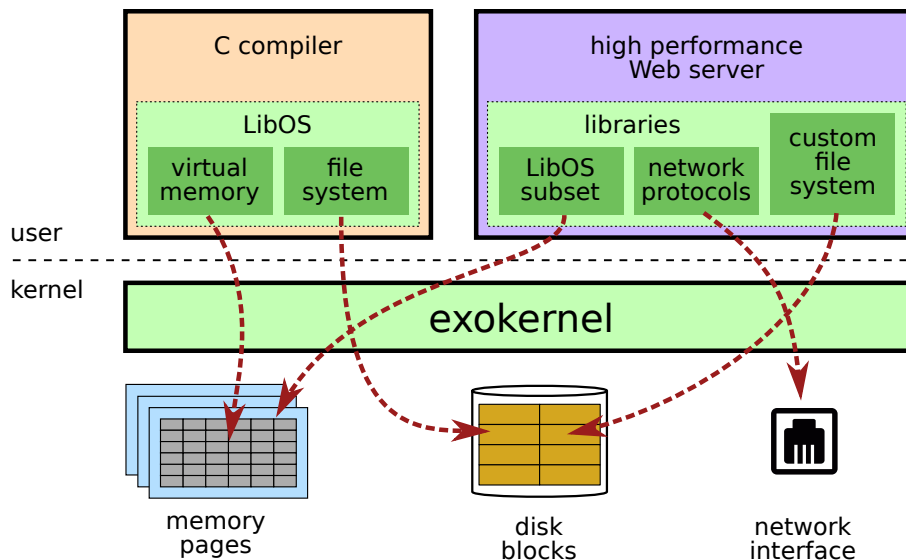 C compiler
high performance
Web server
LibOS
virtual
memory
file
system
libraries
LibOS
subset
network
protocols
custom
file
system
user
kernel
exokernel
memory
pages
disk
blocks
network
interface